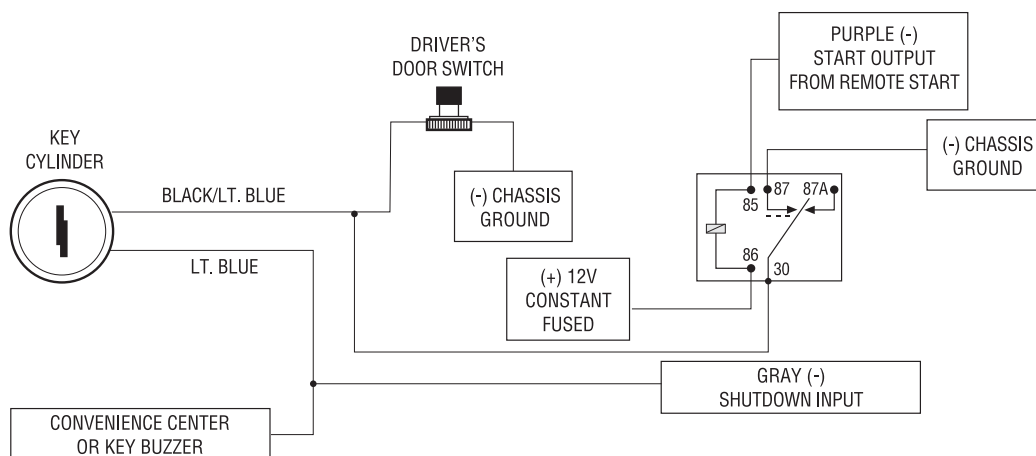 DRIVER'S
DOOR SWITCH
PURPLE (-)
START OUTPUT
FROM REMOTE START
KEY
CYLINDER
(-) CHASSIS
GROUND
BLACK/LT. BLUE
(-) CHASSIS
GROUND
87
87A
85
LT. BLUE
86
30
(+) 12V
CONSTANT
FUSED
GRAY (-)
SHUTDOWN INPUT
CONVENIENCE CENTER
OR KEY BUZZER